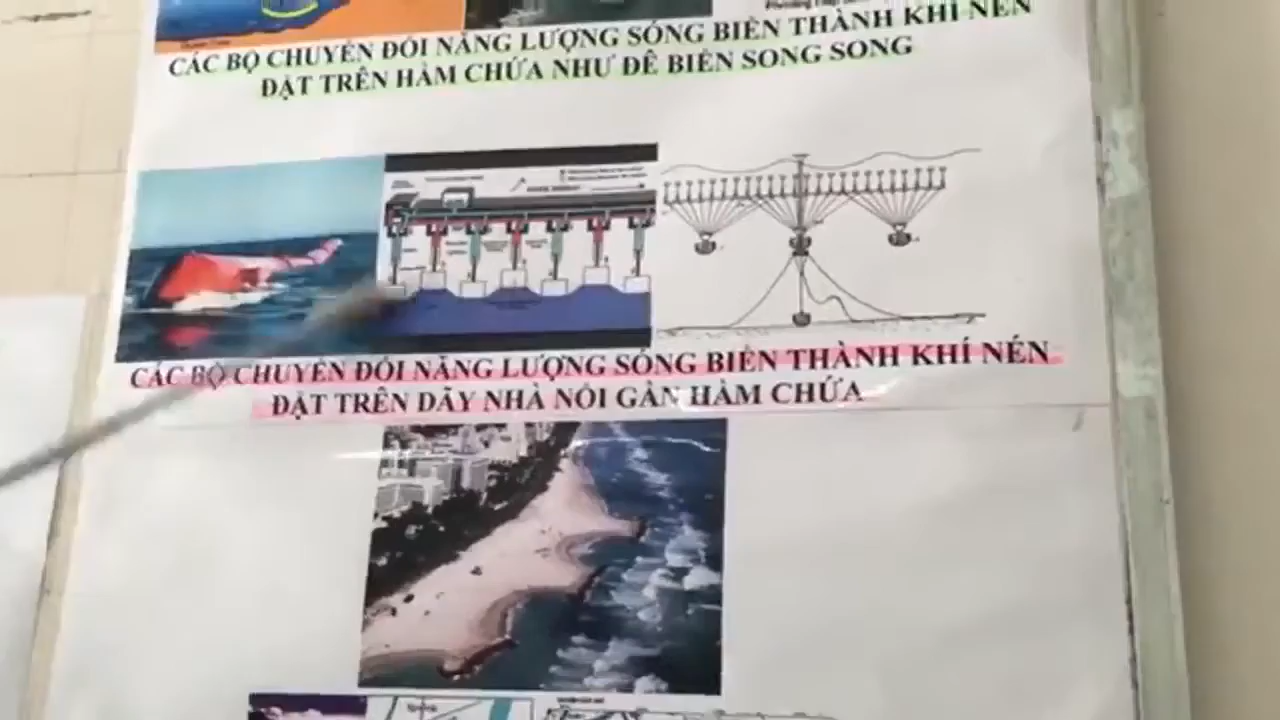 CÁC BỘ CHUYỂN ĐỔI NĂNG LƯỢNG SÓNG BIỂN THÀNH KHÍ NÉN
ĐẶT TRÊN HẦM CHỨA NHƯ ĐÊ BIỂN SONG SONG
CÁC BỘ CHUYỂN ĐỔI NĂNG LƯỢNG SÓNG BIỂN THÀNH KHÍ NÉN
ĐẶT TRÊN DÃY NHÀ NỔI GẦN HẦM CHỨA